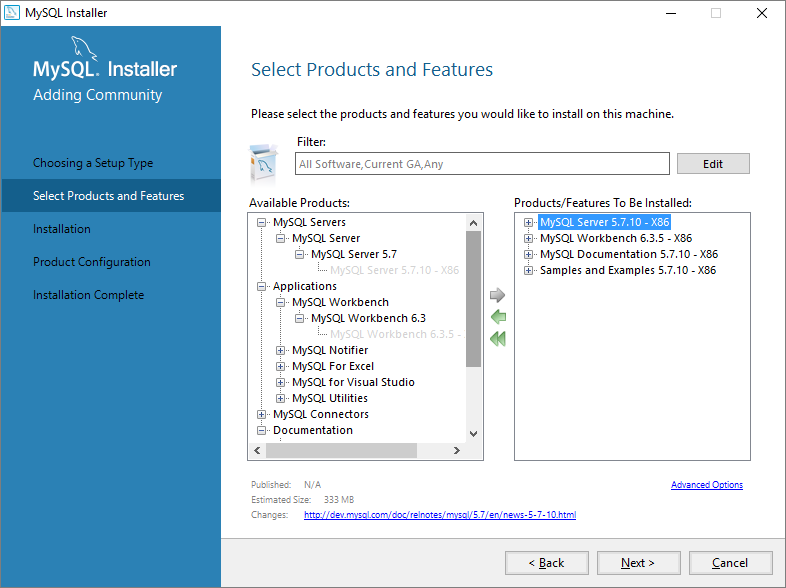 MySQL Installer
MySQL. Installer
Adding Community
Choosing a Setup Type
Select Products and Features
Installation
Product Configuration
Installation Complete
Select Products and Features
Please select the products and features you would like to install on this machine.
Filter:
All Software,Current GA,Any
Edit
Available Products:
MySQL Servers
MySQL Server
MySQL Server 5.7
MySQL Server 5.7.10 - X86
Applications
MySQL Workbench
MySQL Workbench 6.3
MySQL Workbench 6.3.5 -
MySQL Notifier
MySQL For Excel
MySQL for Visual Studio
MySQL Utilities
MySQL Connectors
Documentation
Products/Features To Be Installed:
MySQL Server 5.7.10 - X86
MySQL Workbench 6.3.5 - X86
MySQL Documentation 5.7.10 - X86
Samples and Examples 5.7.10 - X86
Published: N/A
Estimated Size: 333 MB
Changes: http://dev.mysql.com/doc/relnotes/mysql/5.7/en/news-5-7-10.html
Advanced Options
< Back
Next >
Cancel